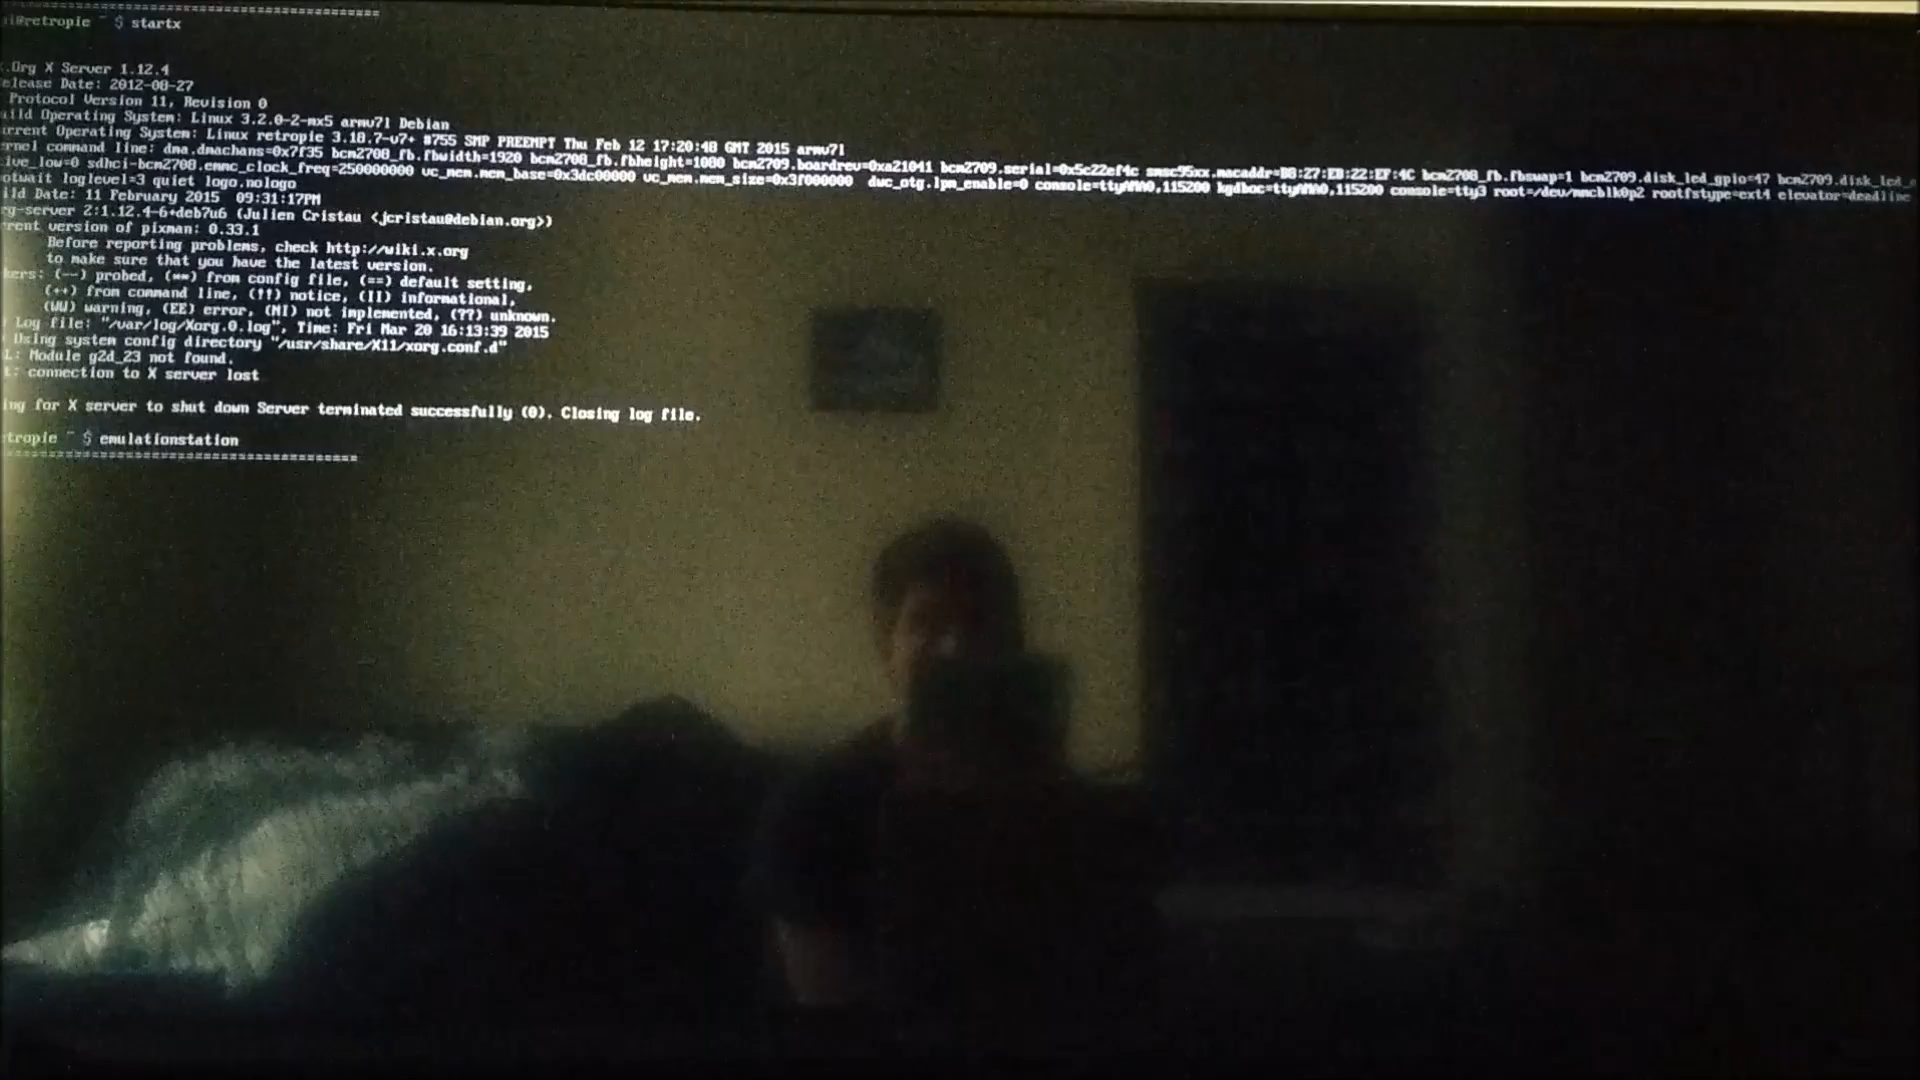 ===========================================
i@retropie ~ $ startx
.Org X Server 1.12.4
elease Date: 2012-08-27
Protocol Version 11, Revision 0
uild Operating System: Linux 3.2.0-2-mx5 armv7l Debian
urrent Operating System: Linux retropie 3.18.7-v7+ #755 SMP PREEMPT Thu Feb 12 17:20:48 GMT 2015 armv7l
rnel command line: dma.dmachans=0x7f35 bcm2708_fb.fbwidth=1920 bcm2708_fb.fbheight=1080 bcm2709.boardrev=0xa21041 bcm2709.serial=0x5c22ef4c smsc95xx.macaddr=B8:27:EB:22:EF:4C bcm2708_fb.fbswap=1 bcm2709.disk_led_gpio=47 bcm2709.disk_led_a
ive_low=0 sdhci-bcm2708.emmc_clock_freq=250000000 vc_mem.mem_base=0x3dc00000 vc_mem.mem_size=0x3f000000  dwc_otg.lpm_enable=0 console=ttyAMA0,115200 kgdboc=ttyAMA0,115200 console=tty3 root=/dev/mmcblk0p2 rootfstype=ext4 elevator=deadline
otwait loglevel=3 quiet logo.nologo
ild Date: 11 February 2015  09:31:17PM
rg-server 2:1.12.4-6+deb7u6 (Julien Cristau <jcristau@debian.org>)
rrent version of pixman: 0.33.1
Before reporting problems, check http://wiki.x.org
to make sure that you have the latest version.
kers: (--) probed, (**) from config file, (==) default setting,
(++) from command line, (!!) notice, (II) informational,
(WW) warning, (EE) error, (NI) not implemented, (??) unknown.
Log file: "/var/log/Xorg.0.log", Time: Fri Mar 20 16:13:39 2015
Using system config directory "/usr/share/X11/xorg.conf.d"
L: Module g2d_23 not found.
t: connection to X server lost
ing for X server to shut down Server terminated successfully (0). Closing log file.
tropie ~ $ emulationstation
===========================================